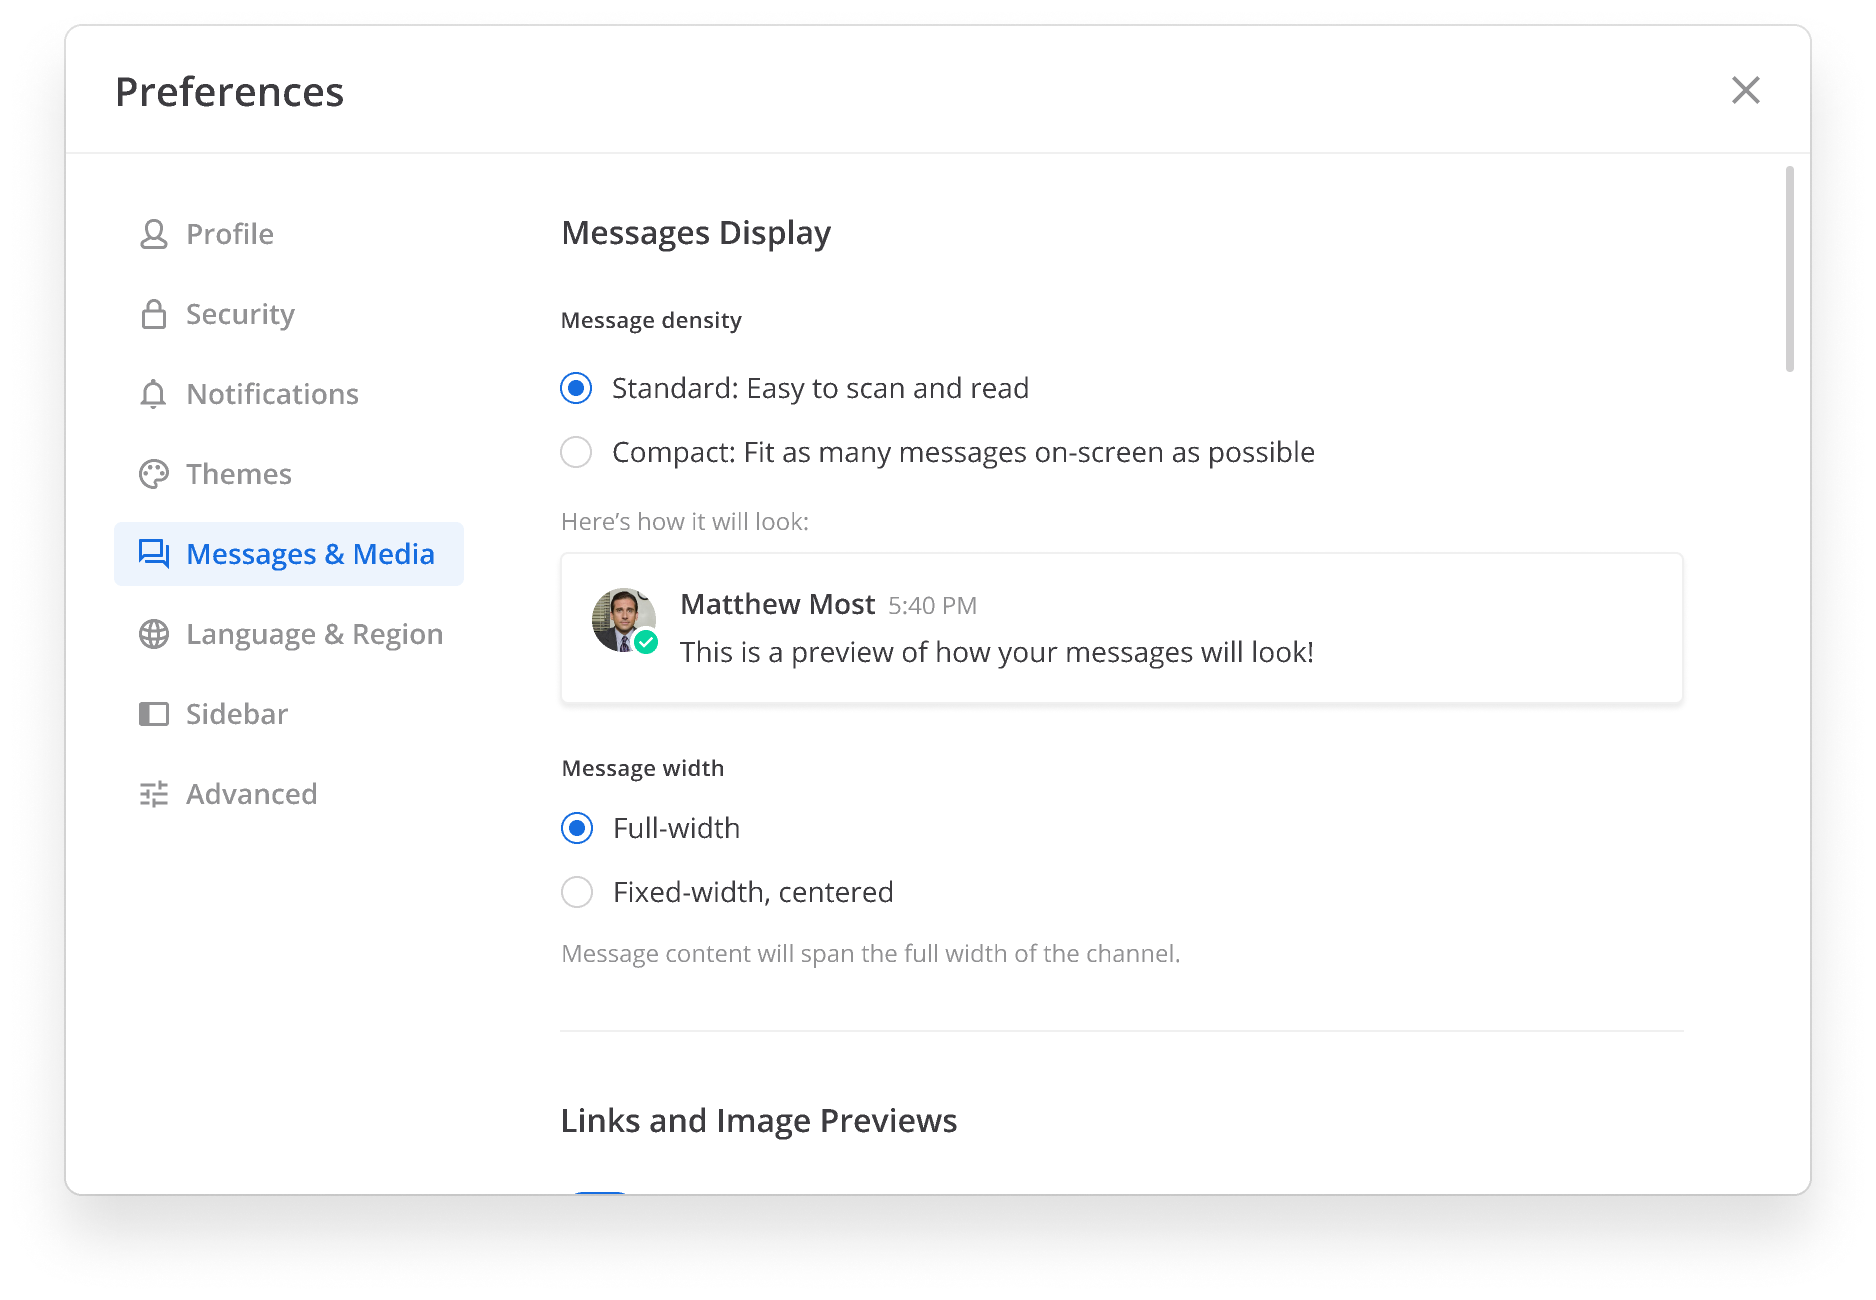 Preferences
Profile
Security
Notifications
Themes
Messages & Media
Language & Region
Sidebar
Advanced
Messages Display
Message density
Standard: Easy to scan and read
Compact: Fit as many messages on-screen as possible
Here’s how it will look:
Matthew Most 5:40 PM
This is a preview of how your messages will look!
Message width
Full-width
Fixed-width, centered
Message content will span the full width of the channel.
Links and Image Previews